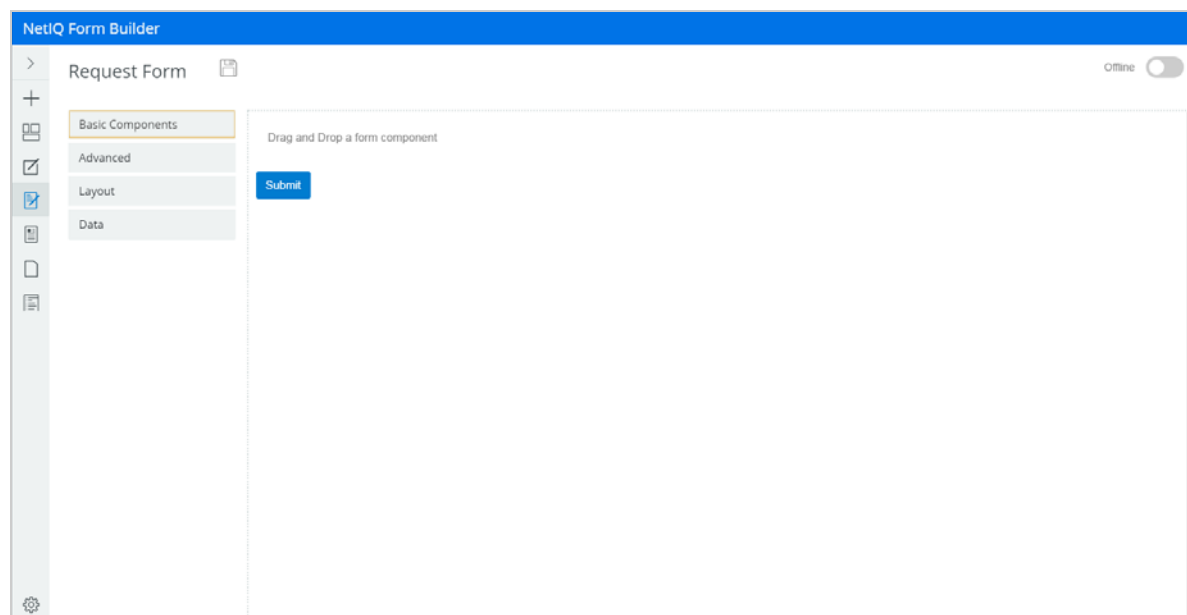 NetIQ Form Builder
Request Form
Offline
Basic Components
Advanced
Layout
Data
Drag and Drop a form component
Submit